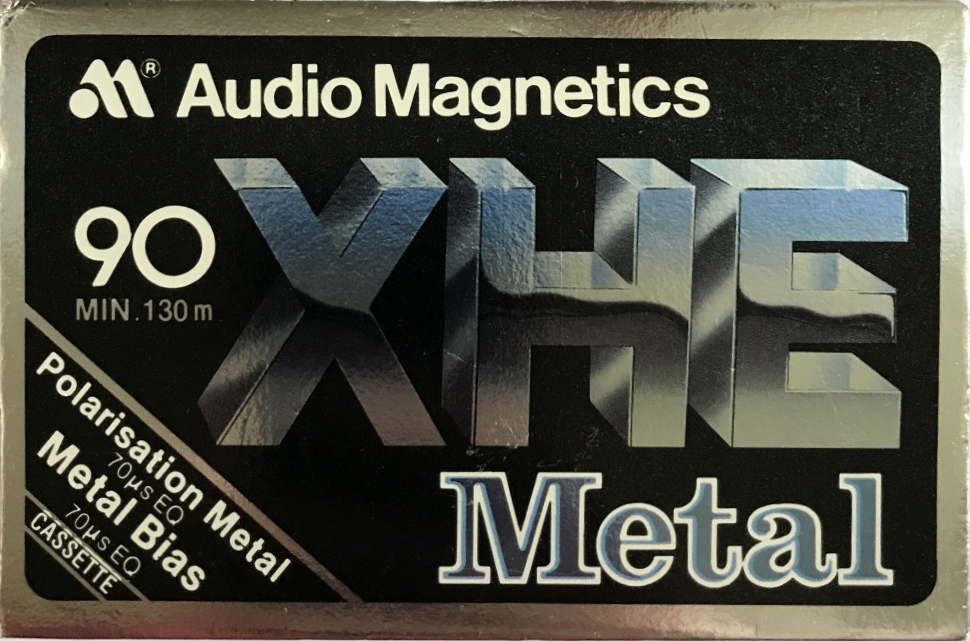 ® Audio Magnetics
XHE
90
MIN. 130 m
Polarisation Metal
70µs EQ
Metal Bias
70µs EQ
CASSETTE
Metal